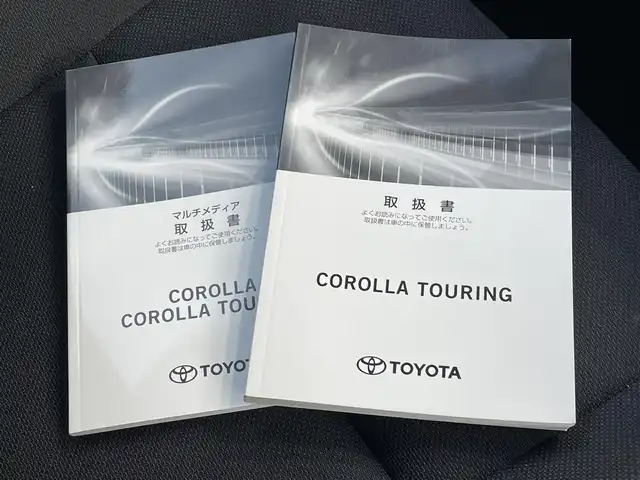 マルチメディア
取扱書
よくお読みになってご使用ください。
取扱書は車の中に保管しましょう。
COROLLA
COROLLA TOU
TOYOT
取扱書
よくお読みになってご使用ください。
取扱書は車の中に保管しましょう。
COROLLA TOURING
TOYOTA